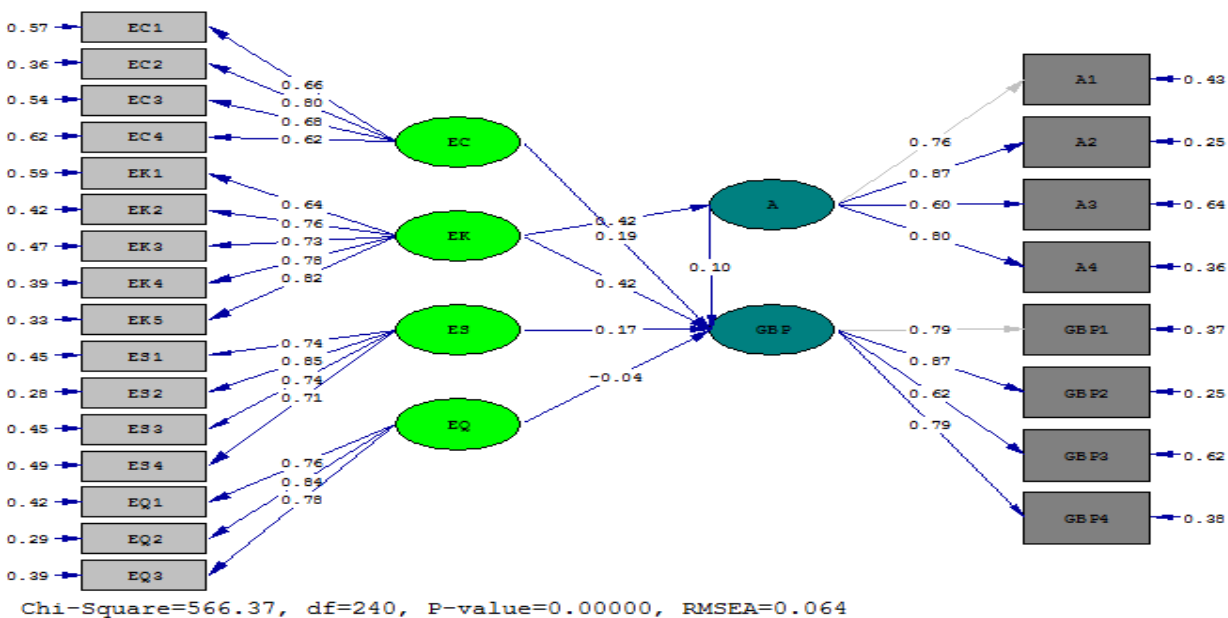 0.57 EC1
0.36 EC2
0.54 EC3
0.62 EC4
0.59 EK1
0.42 EK2
0.47 EK3
0.39 EK4
0.33 EK5
0.45 ES1
0.28 ES2
0.45 ES3
0.49 ES4
0.42 EQ1
0.29 EQ2
0.39 EQ3
0.66
0.80
0.68
0.62
0.64
0.76
0.73
0.78
0.82
0.74
0.85
0.74
0.71
0.76
0.84
0.78
EC
EK
ES
EQ
0.42
0.19
0.42
0.17
-0.04
0.10
A
GBP
0.76
0.87
0.60
0.80
0.79
0.87
0.62
0.79
A1 0.43
A2 0.25
A3 0.64
A4 0.36
GBP1 0.37
GBP2 0.25
GBP3 0.62
GBP4 0.38
Chi-Square=566.37, df=240, P-value=0.00000, RMSEA=0.064